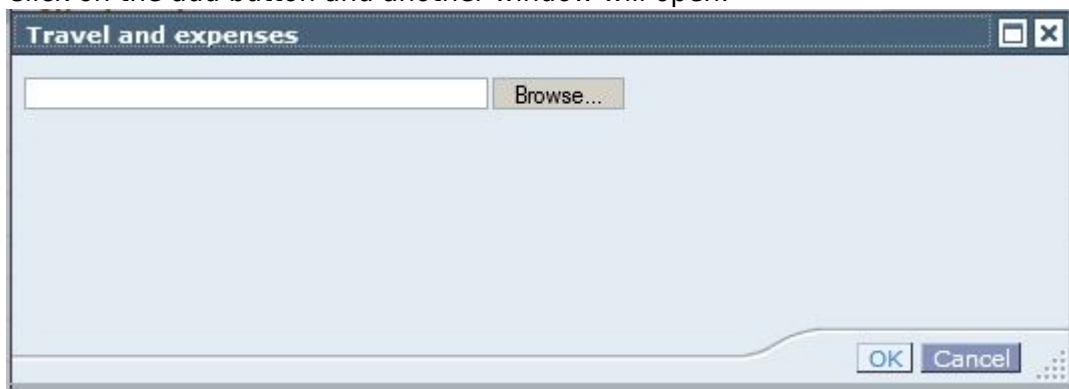 Click on the add button and another window will open.
Travel and expenses
Browse...
OK Cancel